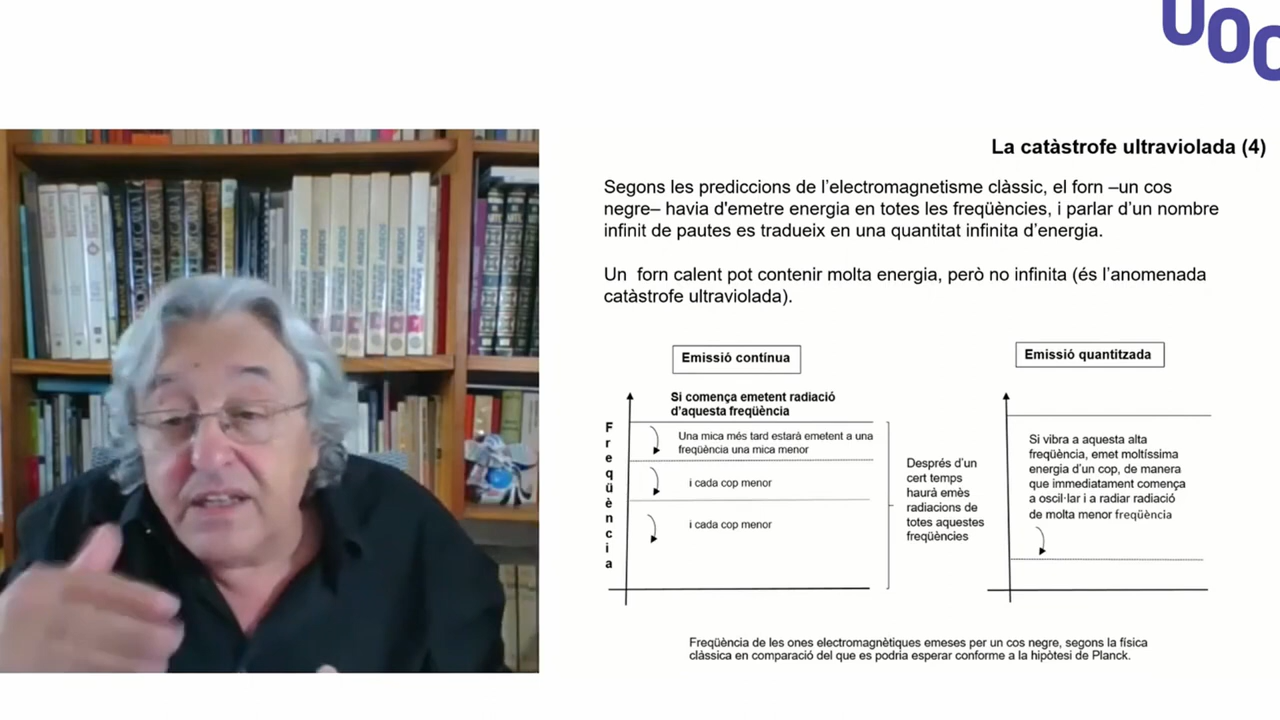 UOC
La catàstrofe ultraviolada (4)
Segons les prediccions de l’electromagnetisme clàssic, el forn –un cos
negre– havia d'emetre energia en totes les freqüències, i parlar d’un nombre
infinit de pautes es tradueix en una quantitat infinita d’energia.
Un  forn calent pot contenir molta energia, però no infinita (és l’anomenada
catàstrofe ultraviolada).
Emissió contínua
Si comença emetent radiació
d’aquesta freqüència
Freqüència
Una mica més tard estarà emetent a una
freqüència una mica menor
i cada cop menor
i cada cop menor
Després d’un
cert temps
haurà emès
radiacions de
totes aquestes
freqüències
Emissió quantitzada
Si vibra a aquesta alta
freqüència, emet moltíssima
energia d’un cop, de manera
que immediatament comença
a oscil·lar i a radiar radiació
de molta menor freqüència
Freqüència de les ones electromagnètiques emeses per un cos negre, segons la física
clàssica en comparació del que es podria esperar conforme a la hipòtesi de Planck.
MUSEOS